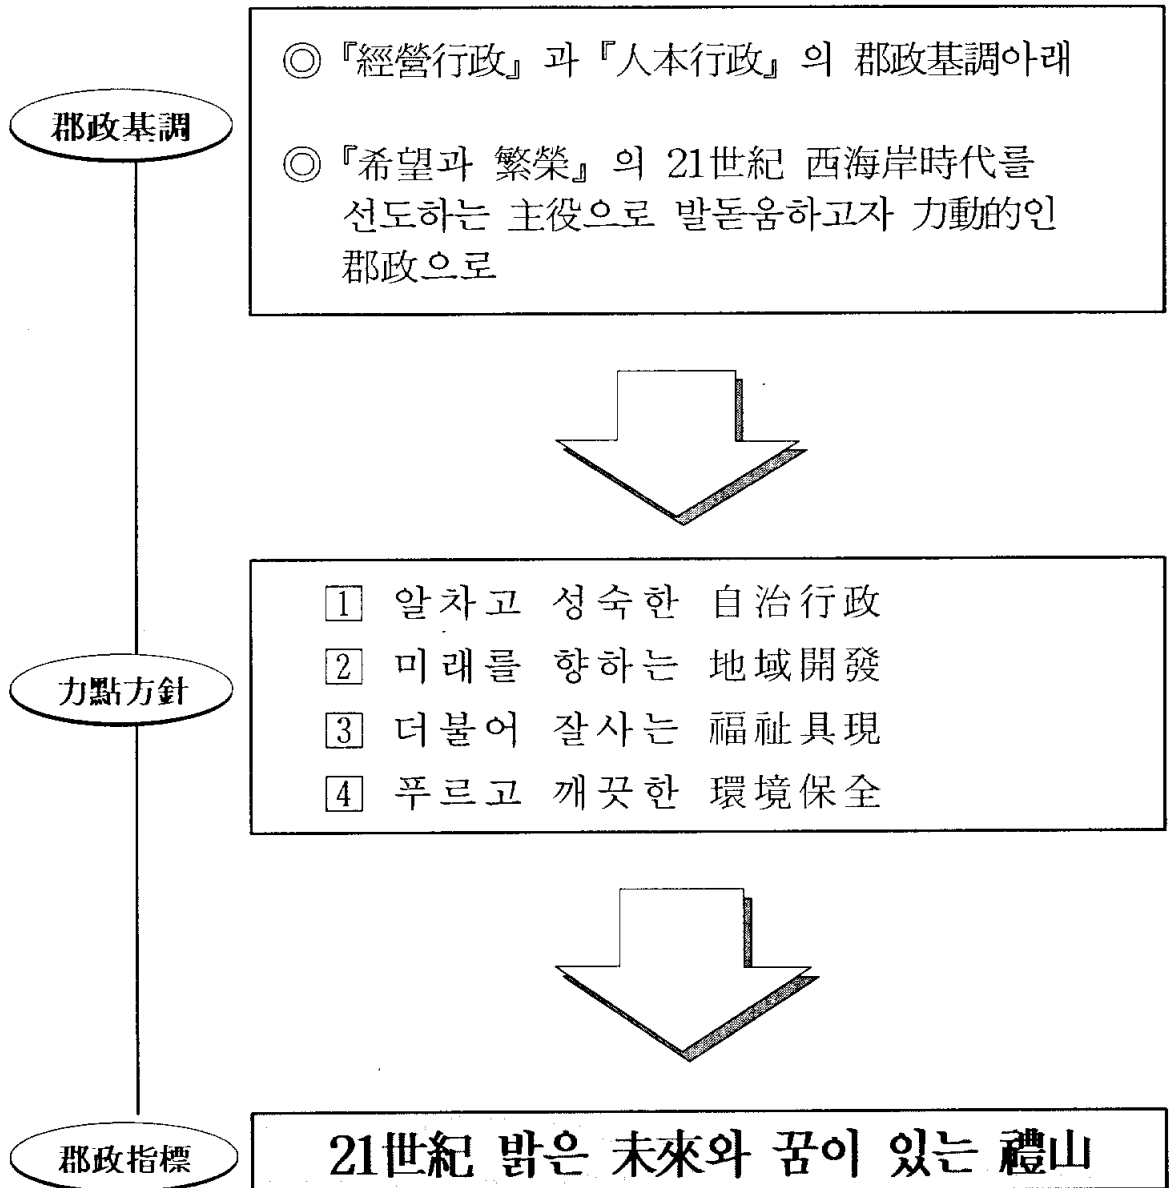 郡政基調
◎『經營行政』과『人本行政』의 郡政基調아래
◎『希望과 繁榮』의 21世紀 西海岸時代를
선도하는 主役으로 발돋움하고자 力動的인
郡政으로
力點方針
1 알차고 성숙한 自治行政
2 미래를 향하는 地域開發
3 더불어 잘사는 福祉具現
4 푸르고 깨끗한 環境保全
郡政指標
21世紀 밝은 未來와 꿈이 있는 禮山